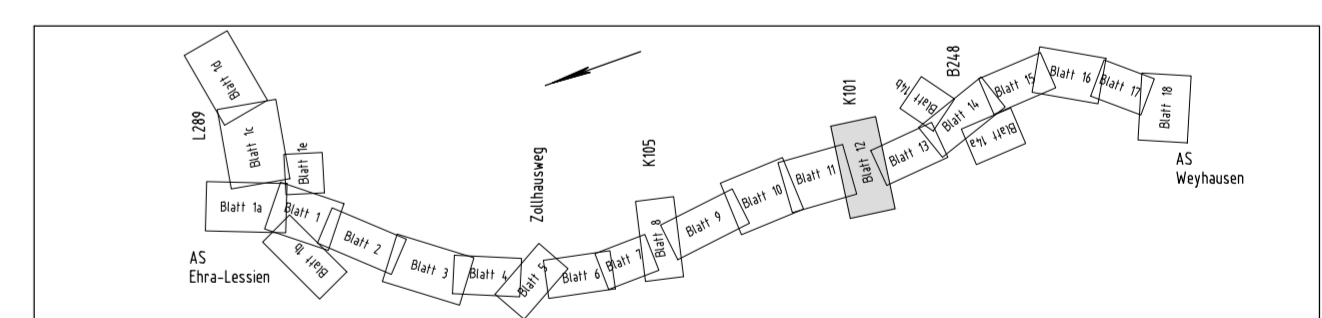 Blatt 1d
L289
Blatt 1c
Blatt 1e
Blatt 1a
Blatt 1
Blatt 1b
AS
Ehra-Lessien
Blatt 2
Blatt 3
Blatt 4
Zollhausweg
Blatt 5
Blatt 6
Blatt 7
K105
Blatt 8
Blatt 9
Blatt 10
Blatt 11
K101
Blatt 12
Blatt 13
Blatt 14b
B248
Blatt 14
Blatt 14a
Blatt 15
Blatt 16
Blatt 17
Blatt 18
AS
Weyhausen